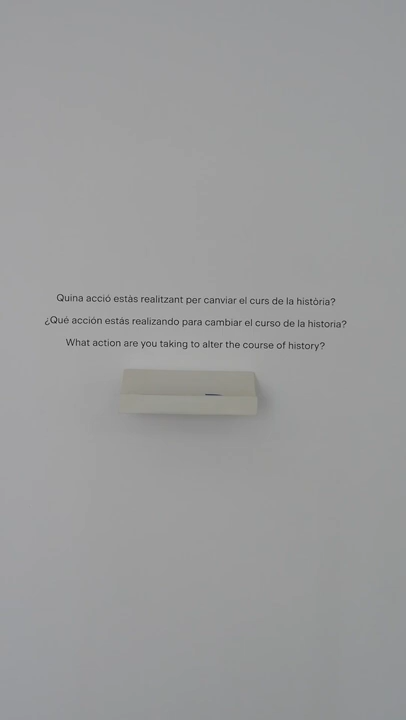 Quina acció estàs realitzant per canviar el curs de la història?
¿Qué acción estás realizando para cambiar el curso de la historia?
What action are you taking to alter the course of history?